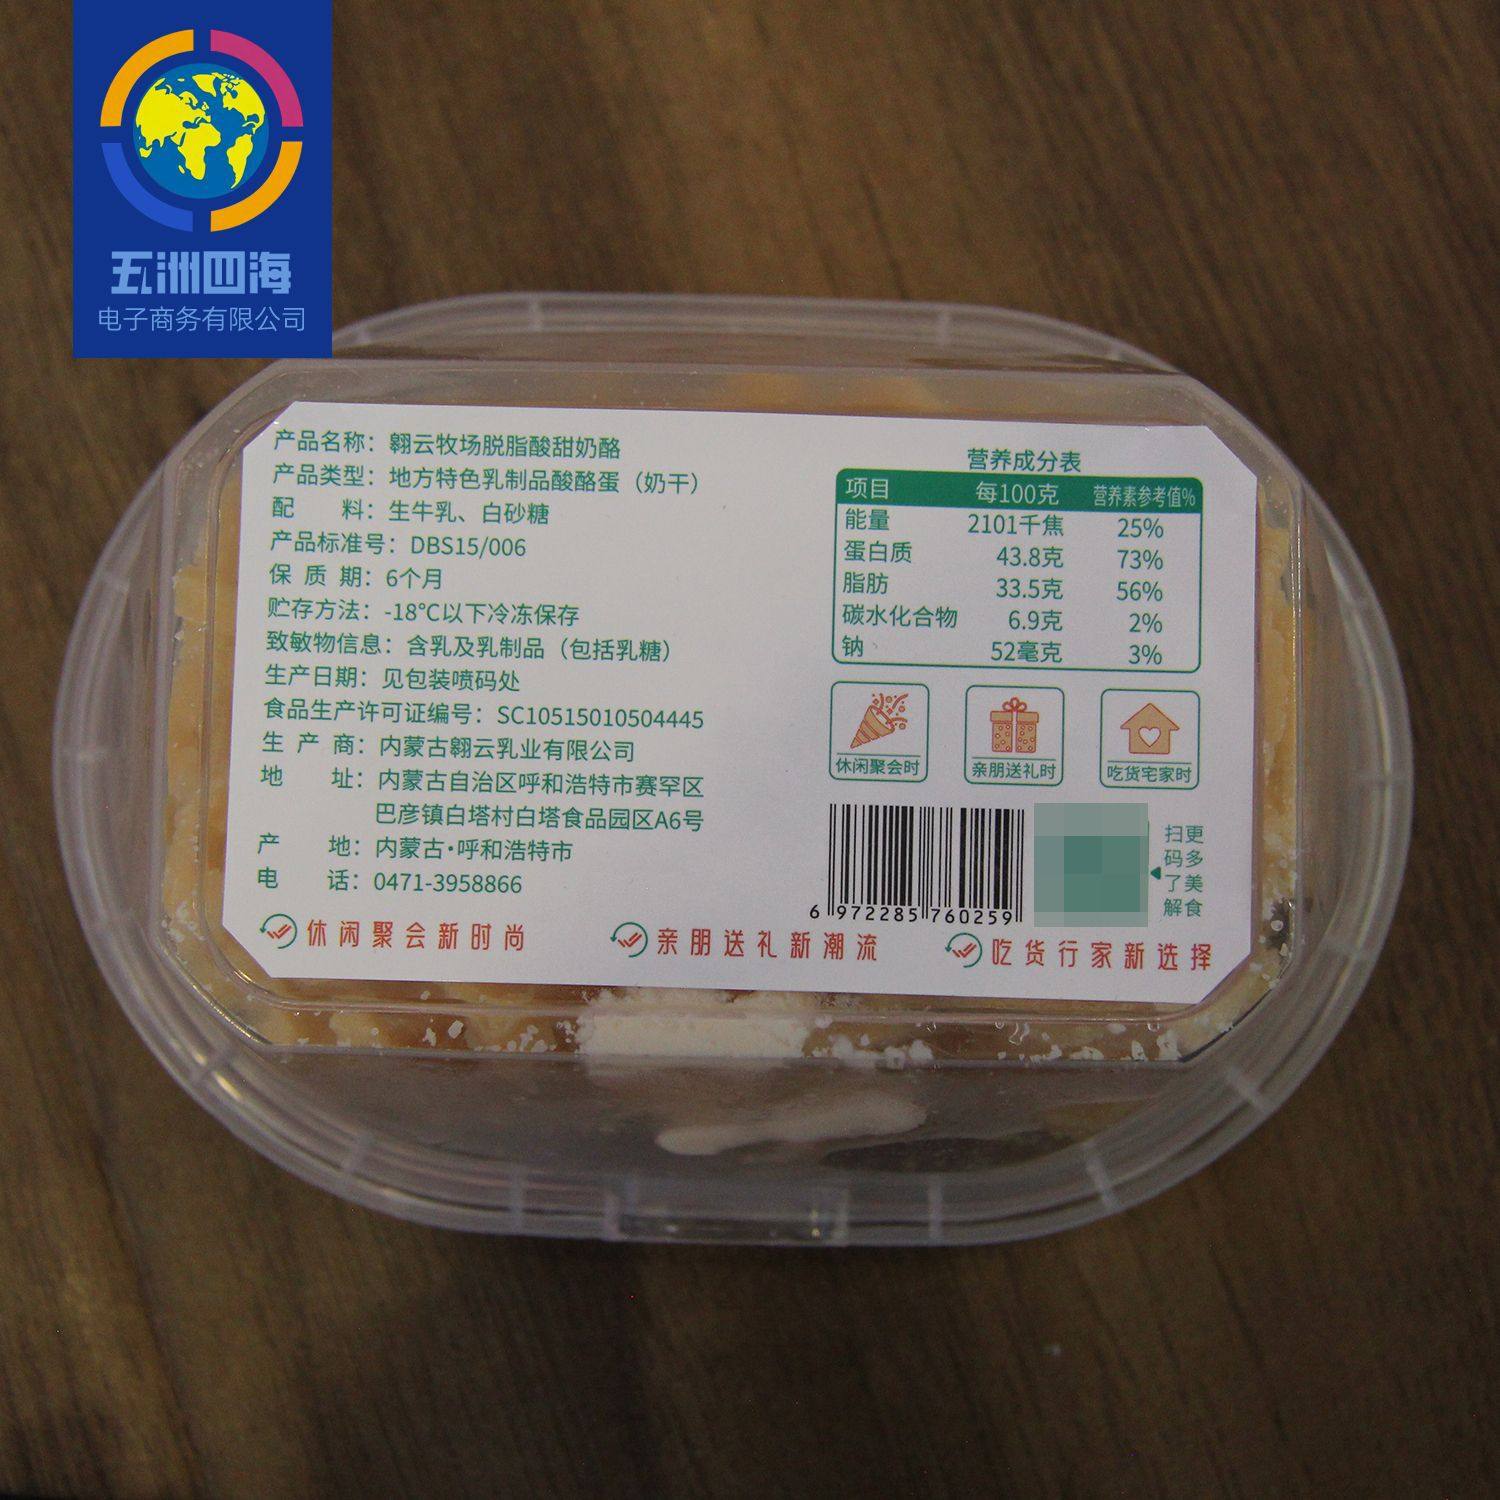 五洲四海
电子商务有限公司
产品名称：翱云牧场脱脂酸甜奶酪
产品类型：地方特色乳制品酸酪蛋（奶干）
配 料：生牛乳、白砂糖
产品标准号：DBS15/006
保 质 期：6个月
贮存方法：-18℃以下冷冻保存
致敏物信息：含乳及乳制品（包括乳糖）
生产日期：见包装喷码处
食品生产许可证编号：SC10515010504445
生 产 商：内蒙古翱云乳业有限公司
地 址：内蒙古自治区呼和浩特市赛罕区
巴彦镇白塔村白塔食品园区A6号
产 地：内蒙古·呼和浩特市
电 话：0471-3958866
营养成分表
项目 每100克 营养素参考值%
能量 2101千焦 25%
蛋白质 43.8克 73%
脂肪 33.5克 56%
碳水化合物 6.9克 2%
钠 52毫克 3%
休闲聚会时 亲朋送礼时 吃货宅家时
6 972285 760259
扫码了解
更多美食
休闲聚会新时尚 亲朋送礼新潮流 吃货行家新选择